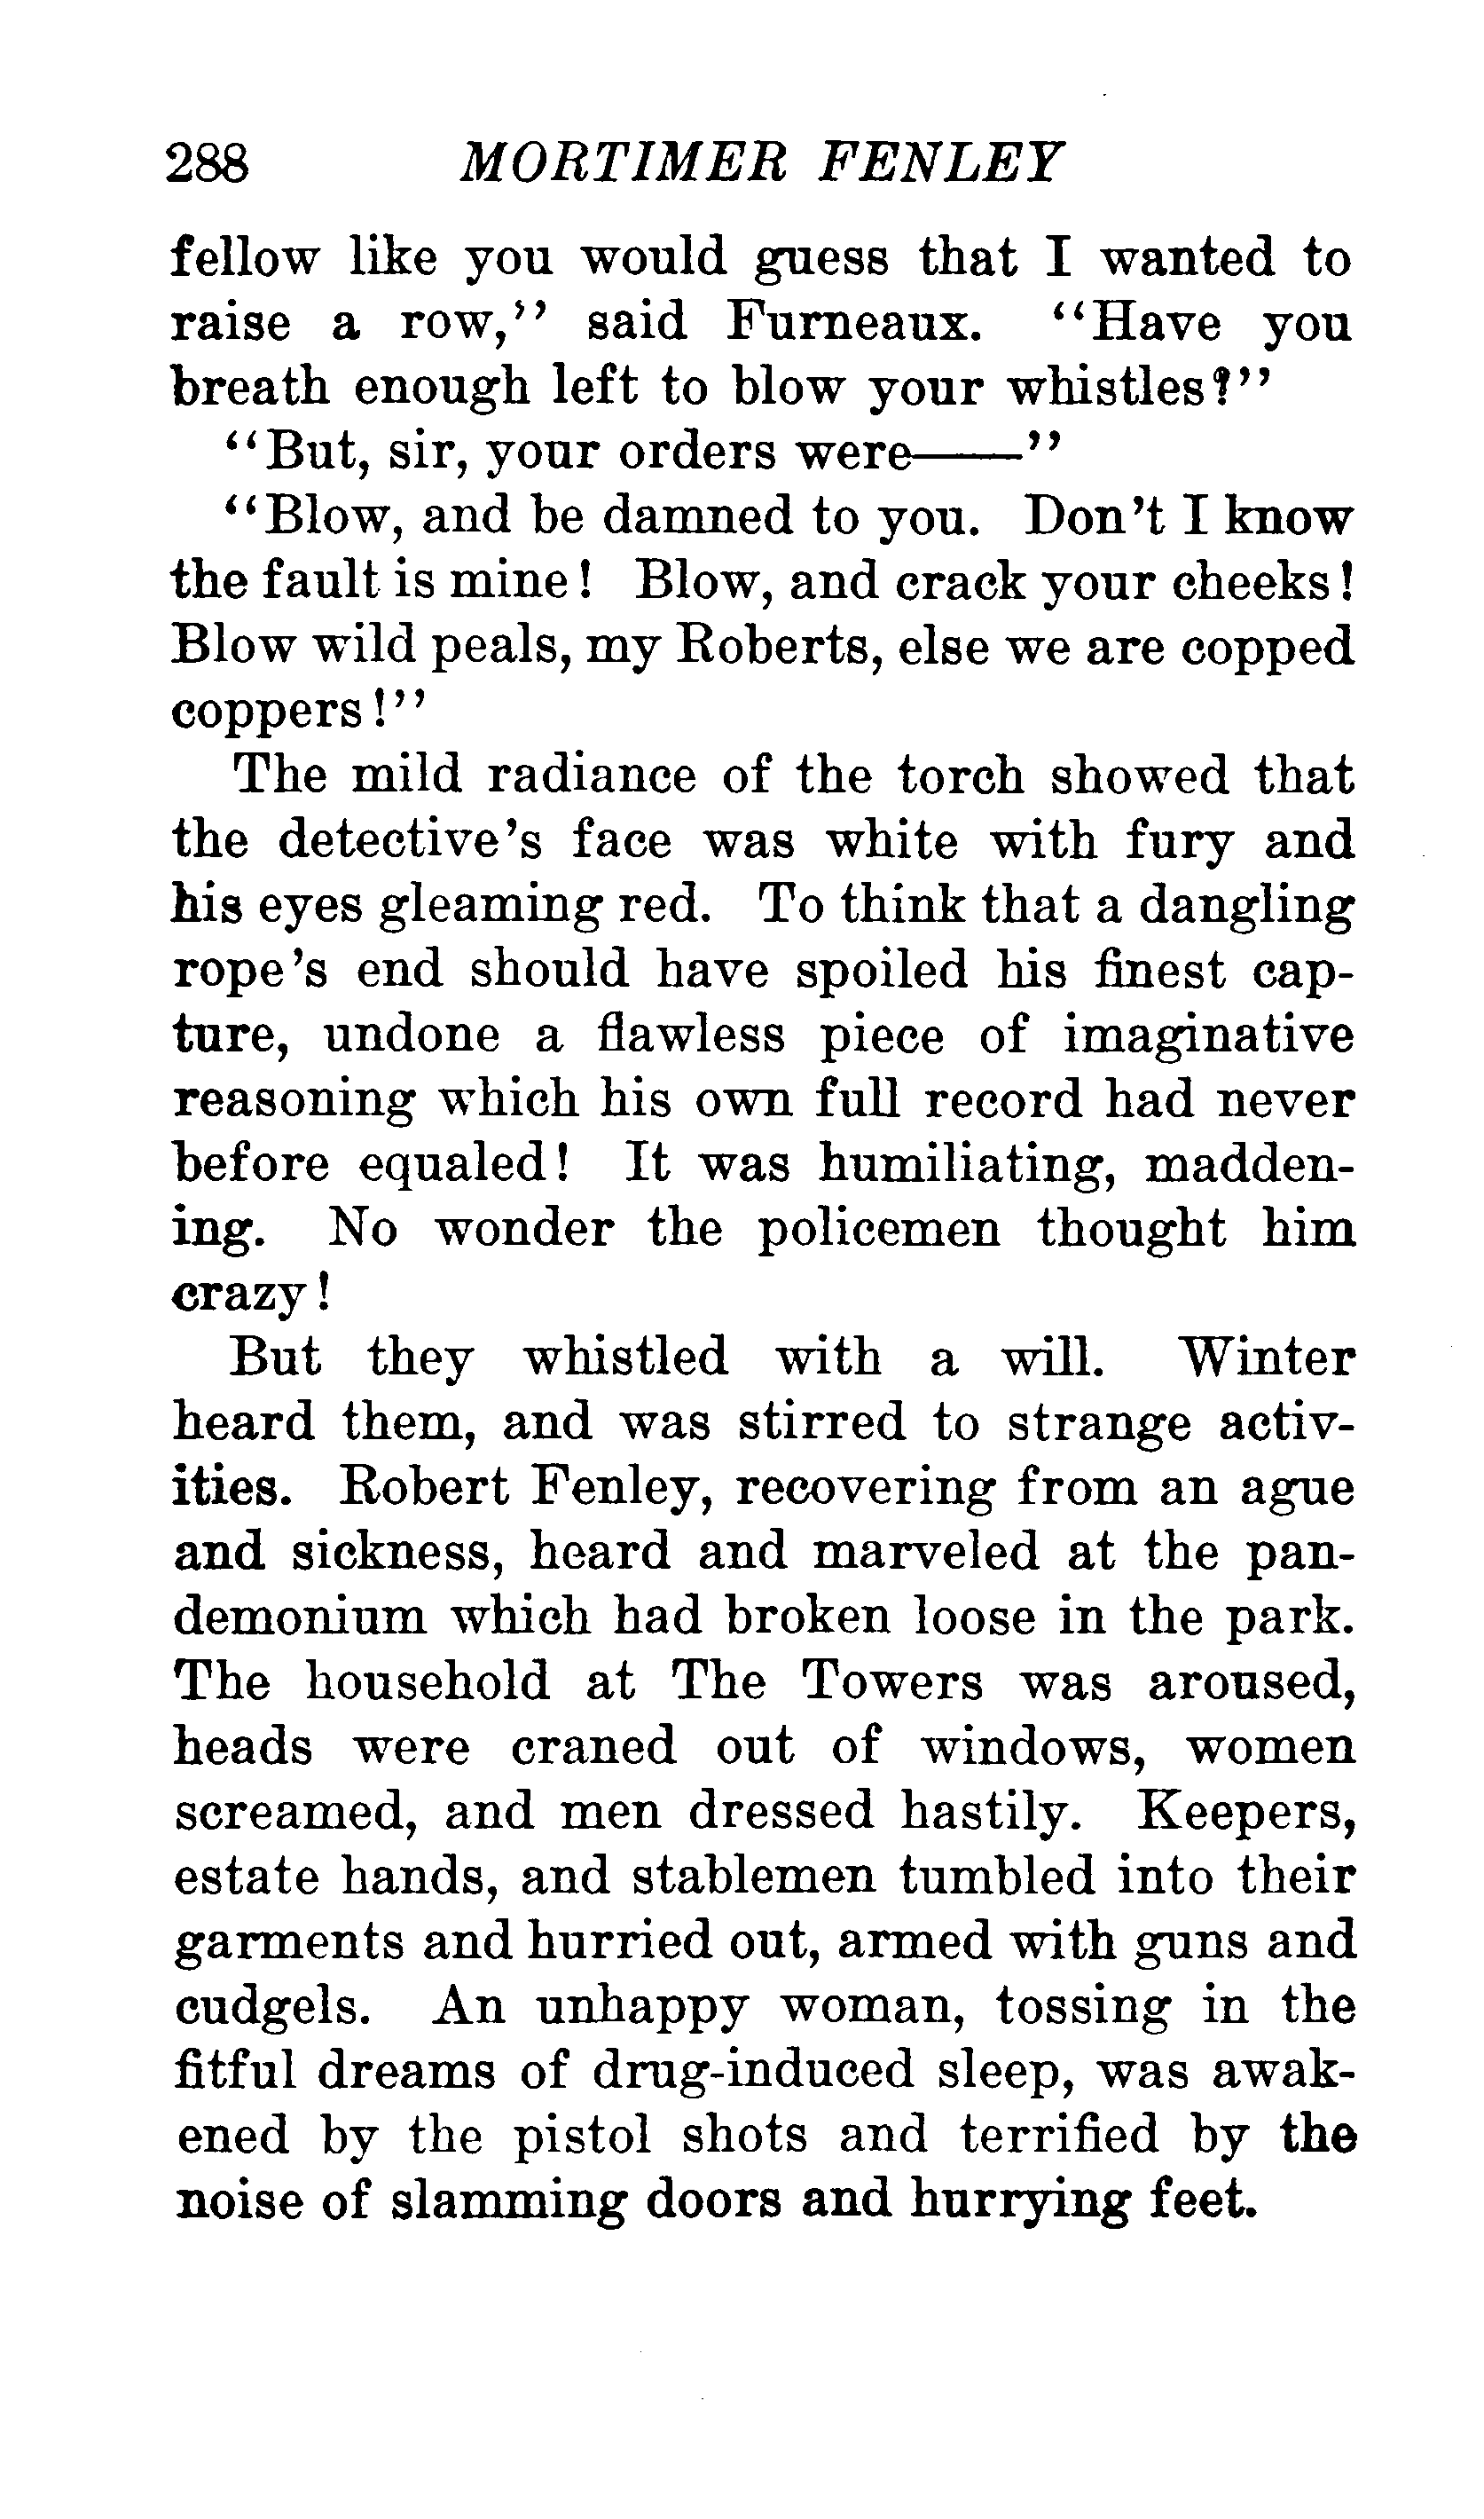 288 MORTIMER FENLEY
fellow like you would guess that I wanted to
raise a row,'' said Furneaux. ''Have you
breath enough left to blow your whistles?''
''But, sir, your orders were——''
''Blow, and be damned to you. Don't I know
the fault is mine! Blow, and crack your cheeks!
Blow wild peals, my Roberts, else we are copped
coppers!''
The mild radiance of the torch showed that
the detective's face was white with fury and
his eyes gleaming red. To think that a dangling
rope's end should have spoiled his finest cap-
ture, undone a flawless piece of imaginative
reasoning which his own full record had never
before equaled! It was humiliating, madden-
ing. No wonder the policemen thought him
crazy!
But they whistled with a will. Winter
heard them, and was stirred to strange activ-
ities. Robert Fenley, recovering from an ague
and sickness, heard and marveled at the pan-
demonium which had broken loose in the park.
The household at The Towers was aroused,
heads were craned out of windows, women
screamed, and men dressed hastily. Keepers,
estate hands, and stablemen tumbled into their
garments and hurried out, armed with guns and
cudgels. An unhappy woman, tossing in the
fitful dreams of drug-induced sleep, was awak-
ened by the pistol shots and terrified by the
noise of slamming doors and hurrying feet.